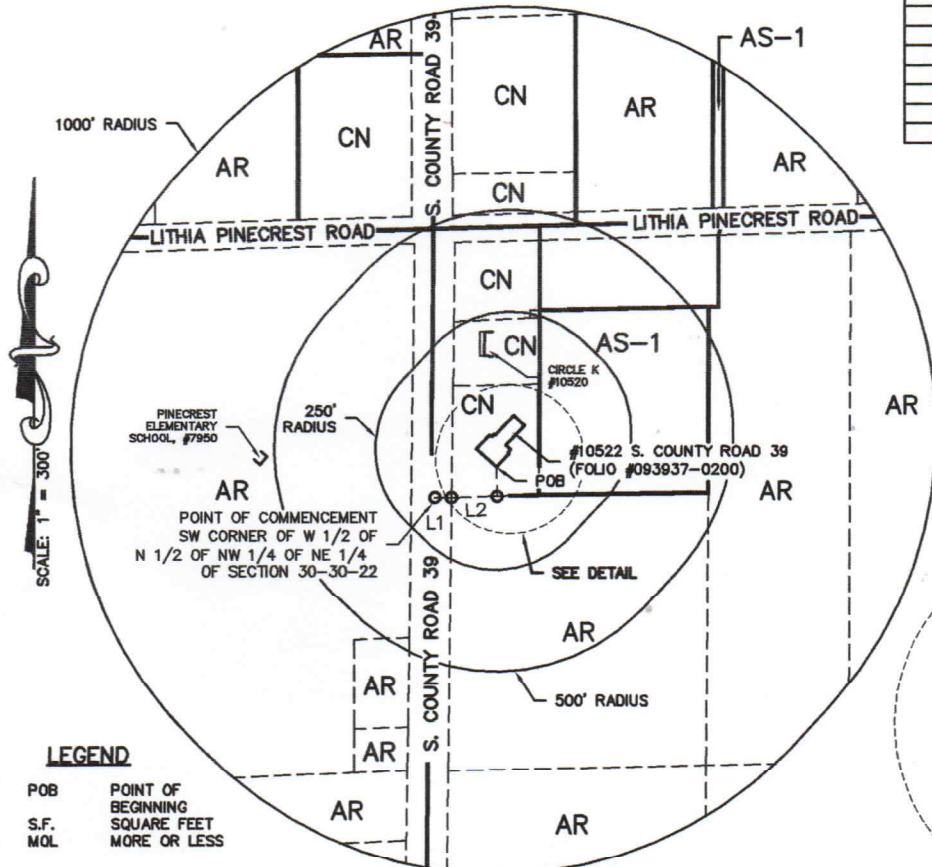 AR
S. COUNTY ROAD 39
AS-1
1000' RADIUS
CN
AR
CN
AR
AR
CN
LITHIA PINECREST ROAD
LITHIA PINECREST ROAD
CN
CN
AS-1
CIRCLE K
#10520
250'
RADIUS
CN
PINECREST
ELEMENTARY
SCHOOL, #7950
#10522 S. COUNTY ROAD 39
(FOLIO #093937-0200)
POB
AR
AR
AR
SCALE: 1" = 300'
L1
L2
POINT OF COMMENCEMENT
SW CORNER OF W 1/2 OF
N 1/2 OF NW 1/4 OF NE 1/4
OF SECTION 30-30-22
SEE DETAIL
S. COUNTY ROAD 39
AR
AR
500' RADIUS
AR
LEGEND
POB POINT OF
BEGINNING
S.F. SQUARE FEET
MOL MORE OR LESS
AR
AR